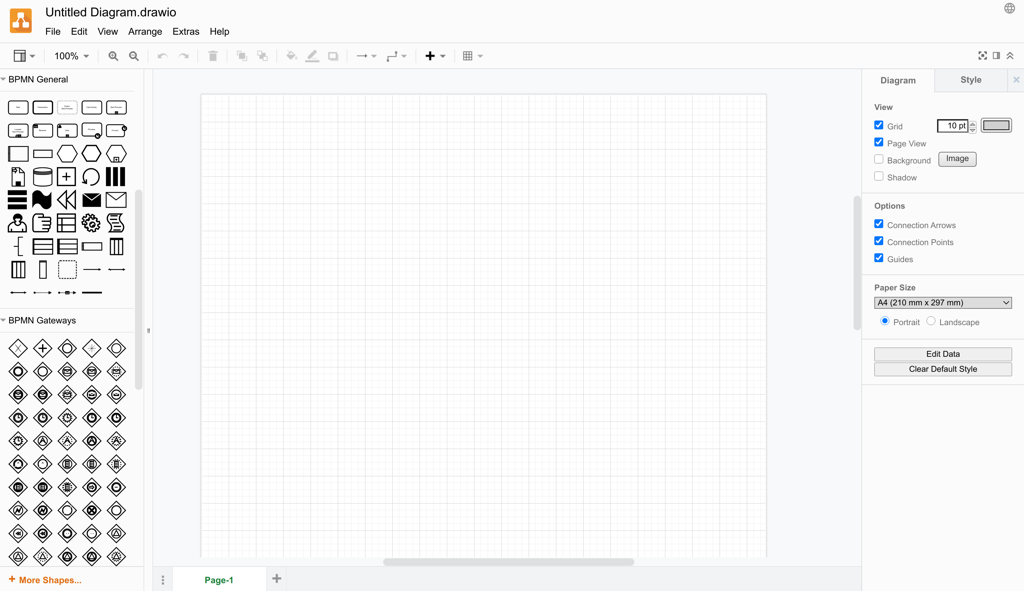 Untitled Diagram.drawio
File Edit View Arrange Extras Help
100%
BPMN General
BPMN Gateways
+ More Shapes...
Page-1
Diagram
Style
View
Grid
10 pt
Page View
Background
Image
Shadow
Options
Connection Arrows
Connection Points
Guides
Paper Size
A4 (210 mm x 297 mm)
Portrait
Landscape
Edit Data
Clear Default Style